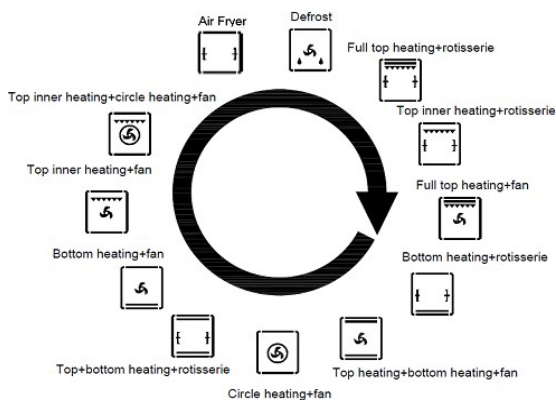 Air Fryer
Defrost
Full top heating+rotisserie
Top inner heating+rotisserie
Full top heating+fan
Bottom heating+rotisserie
Top heating+bottom heating+fan
Circle heating+fan
Top+bottom heating+rotisserie
Bottom heating+fan
Top inner heating+fan
Top inner heating+circle heating+fan